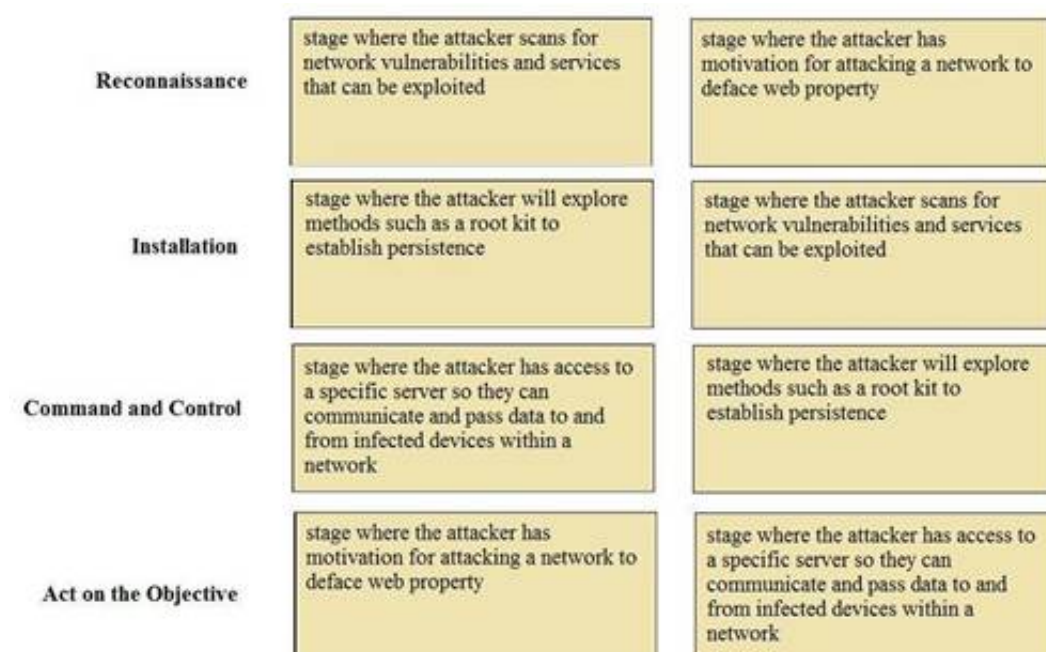 Reconnaissance
stage where the attacker scans for
network vulnerabilities and services
that can be exploited
stage where the attacker has
motivation for attacking a network to
deface web property
Installation
stage where the attacker will explore
methods such as a root kit to
establish persistence
stage where the attacker scans for
network vulnerabilities and services
that can be exploited
Command and Control
stage where the attacker has access to
a specific server so they can
communicate and pass data to and
from infected devices within a
network
stage where the attacker will explore
methods such as a root kit to
establish persistence
Act on the Objective
stage where the attacker has
motivation for attacking a network to
deface web property
stage where the attacker has access to
a specific server so they can
communicate and pass data to and
from infected devices within a
network